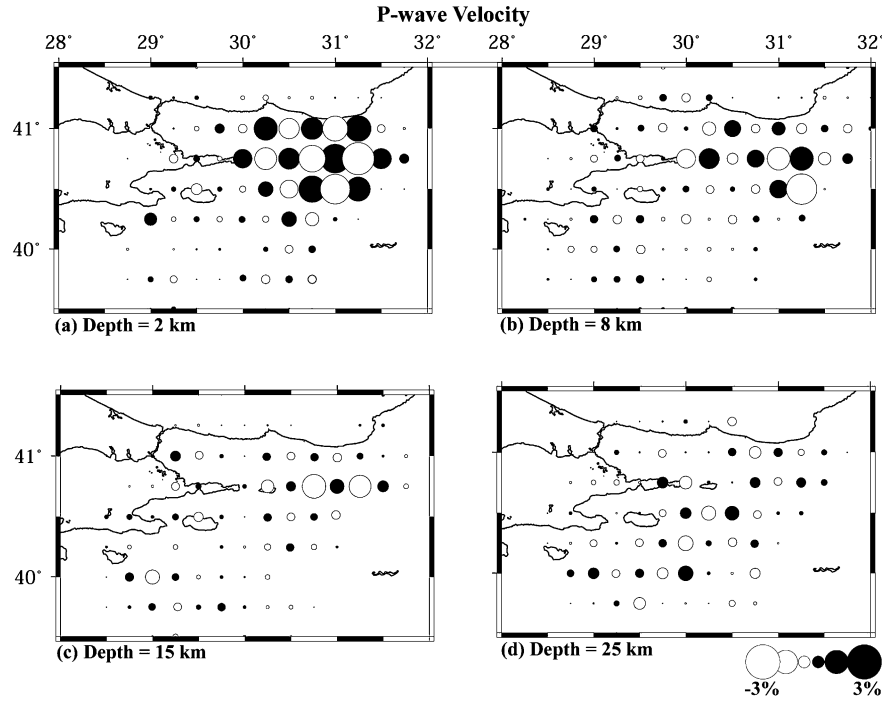 P-wave Velocity
28° 29° 30° 31° 32° 28° 29° 30° 31° 32°
41°
40°
(a) Depth = 2 km
(b) Depth = 8 km
41°
40°
(c) Depth = 15 km
(d) Depth = 25 km
-3% 3%